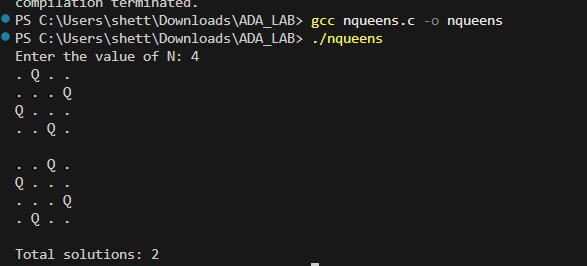 compilation terminated.
PS C:\Users\shett\Downloads\ADA_LAB> gcc nqueens.c -o nqueens
PS C:\Users\shett\Downloads\ADA_LAB> ./nqueens
Enter the value of N: 4
. Q . .
. . . Q
Q . . .
. . Q .

. . Q .
Q . . .
. . . Q
. Q . .

Total solutions: 2